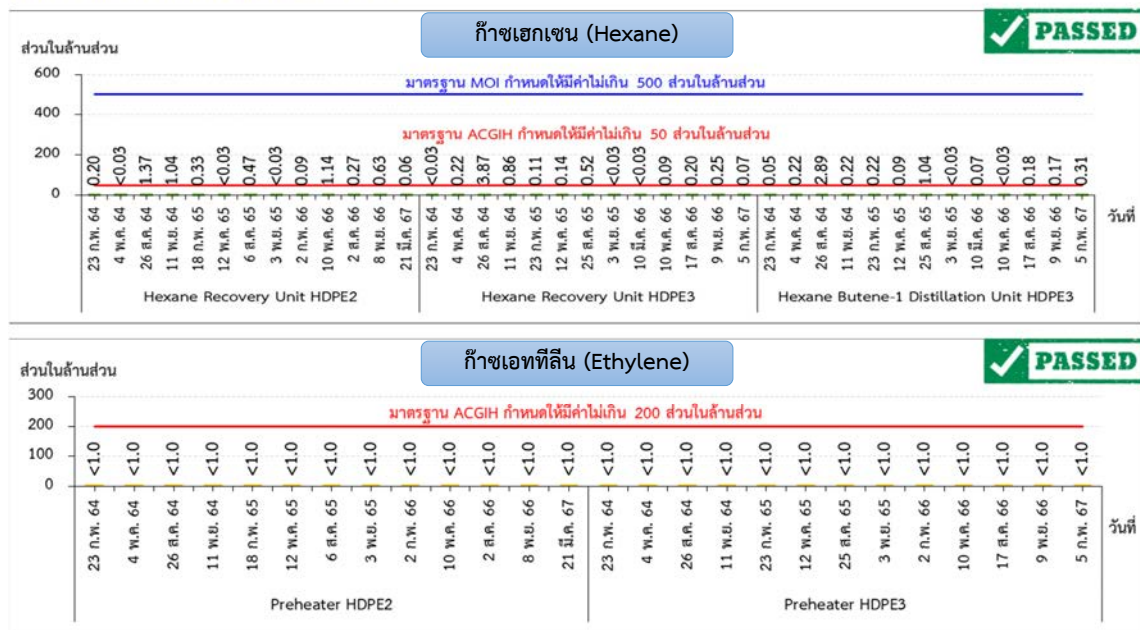 ก๊าซเฮกเซน (Hexane)
PASSED
ส่วนในล้านส่วน
600
400
200
0
มาตรฐาน MOI กำหนดให้มีค่าไม่เกิน 500 ส่วนในล้านส่วน
มาตรฐาน ACGIH กำหนดให้มีค่าไม่เกิน 50 ส่วนในล้านส่วน
0.20 <0.03 1.37 1.04 0.33 <0.03 0.47 <0.03 0.09 1.14 0.27 0.63 0.06 <0.03 0.22 3.87 0.86 0.11 0.14 0.52 <0.03 <0.03 0.09 0.20 0.25 0.07 0.05 0.22 2.89 0.22 0.22 0.09 1.04 <0.03 0.07 <0.03 0.18 0.17 0.31
23 ก.พ. 64 4 พ.ค. 64 26 ส.ค. 64 11 พ.ย. 64 18 ก.พ. 65 12 พ.ค. 65 6 ส.ค. 65 3 พ.ย. 65 2 ก.พ. 66 10 พ.ค. 66 2 ส.ค. 66 8 พ.ย. 66 21 มี.ค. 67 23 ก.พ. 64 4 พ.ค. 64 26 ส.ค. 64 11 พ.ย. 64 23 ก.พ. 65 12 พ.ค. 65 25 ส.ค. 65 3 พ.ย. 65 10 มี.ค. 66 10 พ.ค. 66 17 ส.ค. 66 9 พ.ย. 66 5 ก.พ. 67 23 ก.พ. 64 4 พ.ค. 64 26 ส.ค. 64 11 พ.ย. 64 23 ก.พ. 65 12 พ.ค. 65 25 ส.ค. 65 3 พ.ย. 65 10 มี.ค. 66 10 พ.ค. 66 17 ส.ค. 66 9 พ.ย. 66 5 ก.พ. 67
วันที่
Hexane Recovery Unit HDPE2 Hexane Recovery Unit HDPE3 Hexane Butene-1 Distillation Unit HDPE3
ก๊าซเอททีลีน (Ethylene)
PASSED
ส่วนในล้านส่วน
300
200
100
0
มาตรฐาน ACGIH กำหนดให้มีค่าไม่เกิน 200 ส่วนในล้านส่วน
<1.0 <1.0 <1.0 <1.0 <1.0 <1.0 <1.0 <1.0 <1.0 <1.0 <1.0 <1.0 <1.0 <1.0 <1.0 <1.0 <1.0 <1.0 <1.0 <1.0 <1.0 <1.0 <1.0 <1.0 <1.0 <1.0
23 ก.พ. 64 4 พ.ค. 64 26 ส.ค. 64 11 พ.ย. 64 18 ก.พ. 65 12 พ.ค. 65 6 ส.ค. 65 3 พ.ย. 65 2 ก.พ. 66 10 พ.ค. 66 2 ส.ค. 66 8 พ.ย. 66 21 มี.ค. 67 23 ก.พ. 64 4 พ.ค. 64 26 ส.ค. 64 11 พ.ย. 64 23 ก.พ. 65 12 พ.ค. 65 25 ส.ค. 65 3 พ.ย. 65 2 ก.พ. 66 10 พ.ค. 66 17 ส.ค. 66 9 พ.ย. 66 5 ก.พ. 67
วันที่
Preheater HDPE2 Preheater HDPE3